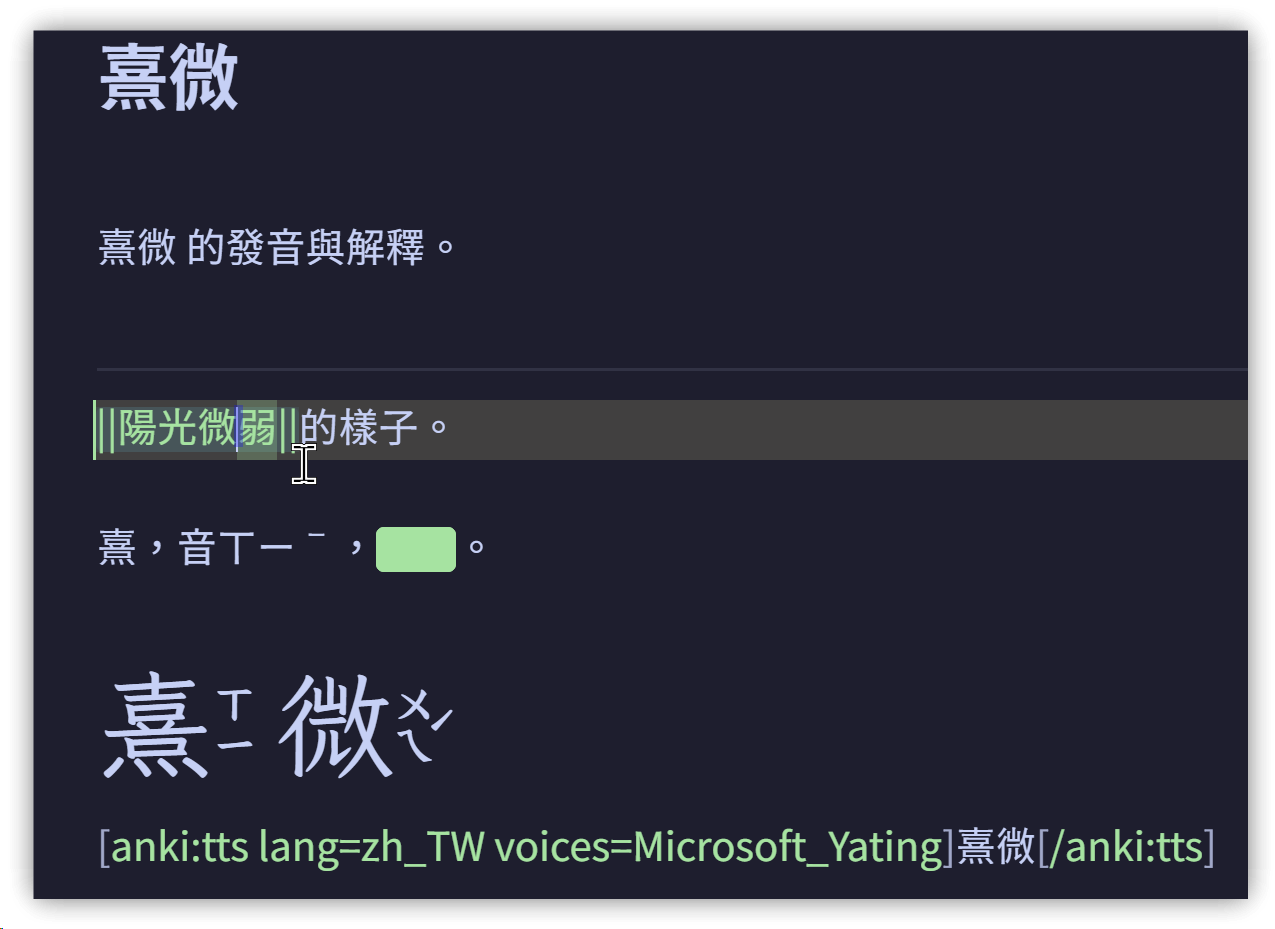 熹微
熹微 的發音與解釋。
||陽光微弱||的樣子。
熹，音ㄒㄧ ˉ ，。
熹ㄒㄧ 微ㄨㄟˊ
[anki:tts lang=zh_TW voices=Microsoft_Yating]熹微[/anki:tts]